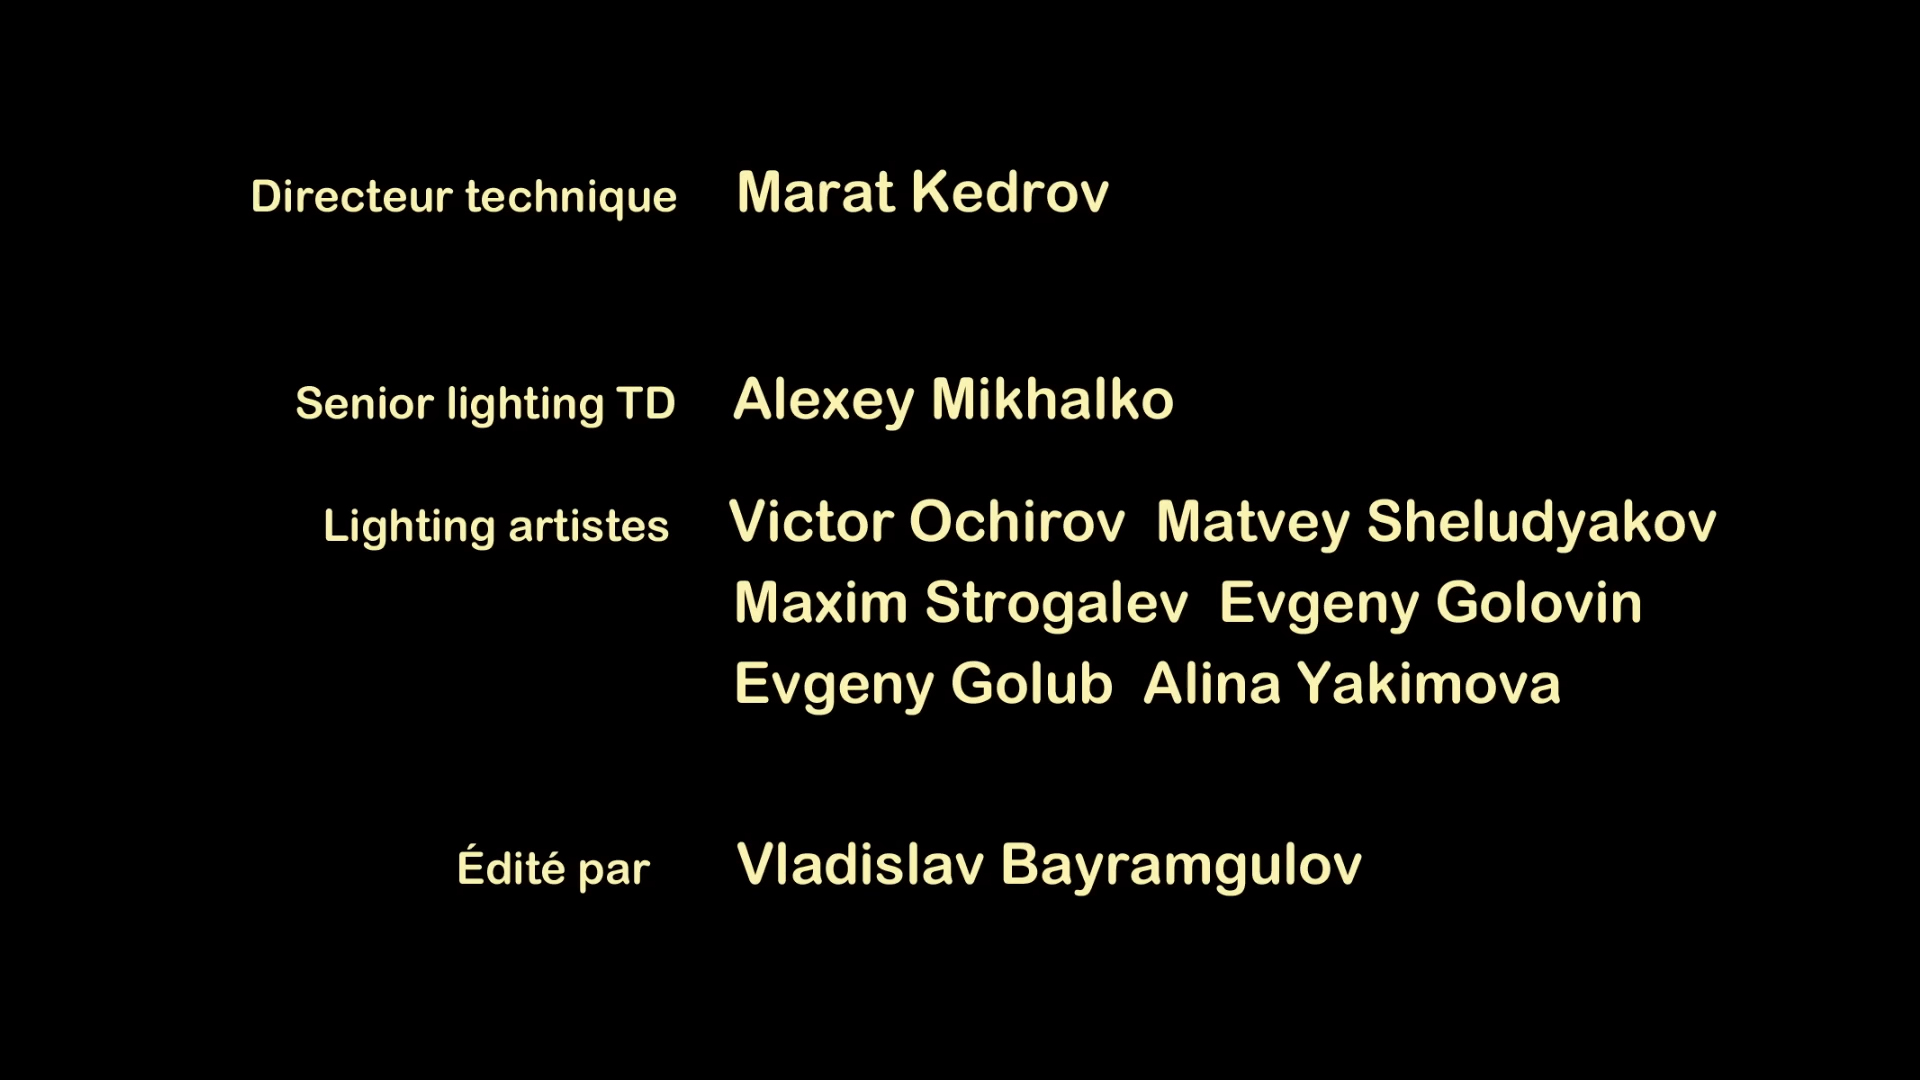 Directeur technique Marat Kedrov
Senior lighting TD Alexey Mikhalko
Lighting artistes Victor Ochirov Matvey Sheludyakov
Maxim Strogalev Evgeny Golovin
Evgeny Golub Alina Yakimova
Édité par Vladislav Bayramgulov